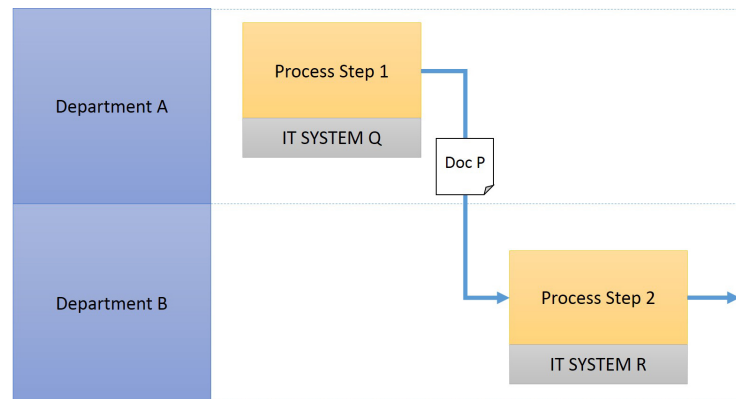 Department A
Process Step 1
IT SYSTEM Q
Doc P
Department B
Process Step 2
IT SYSTEM R